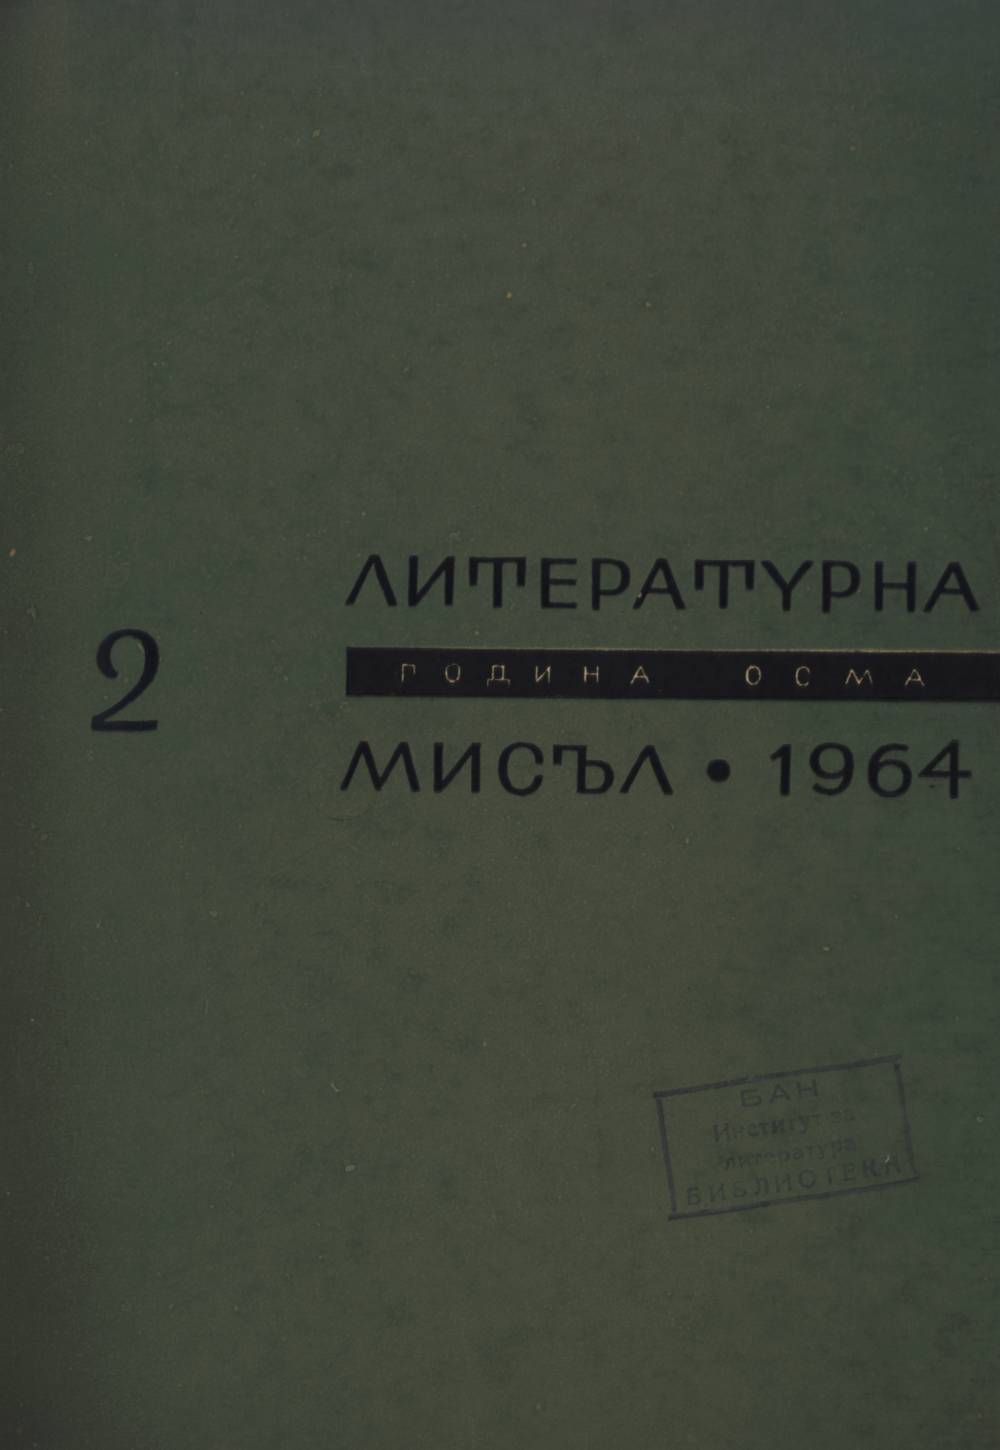 ЛИТЕРАТУРНА
2
ГОДИНА ОСМА
МИСЪЛ • 1964
БАН
Институт за
литература
БИБЛИОТЕКА